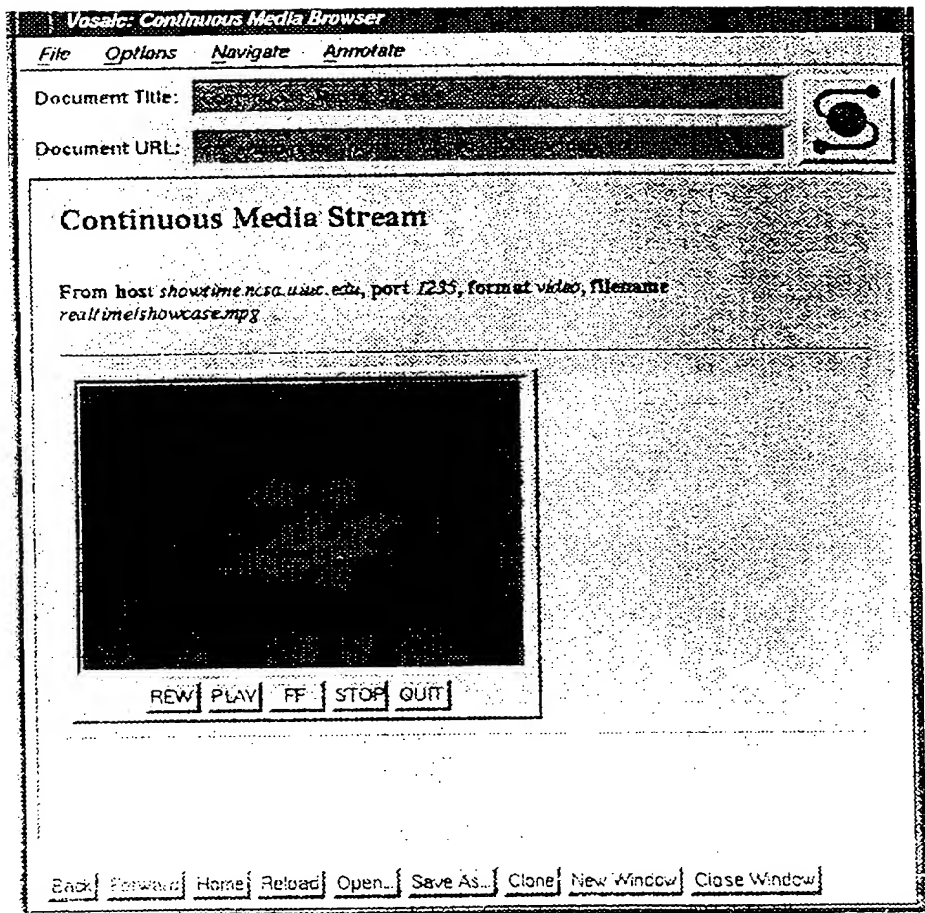 Vosaic: Continuous Media Browser
File Options Navigate Annotate
Document Title:
Document URL:
Continuous Media Stream
From host showtime.ncsa.uiuc.edu, port 1235, format video, filename
realtime/showcase.mpg
REW PLAY FF STOP QUIT
Back Forward Home Reload Open... Save As... Clone New Window Close Window